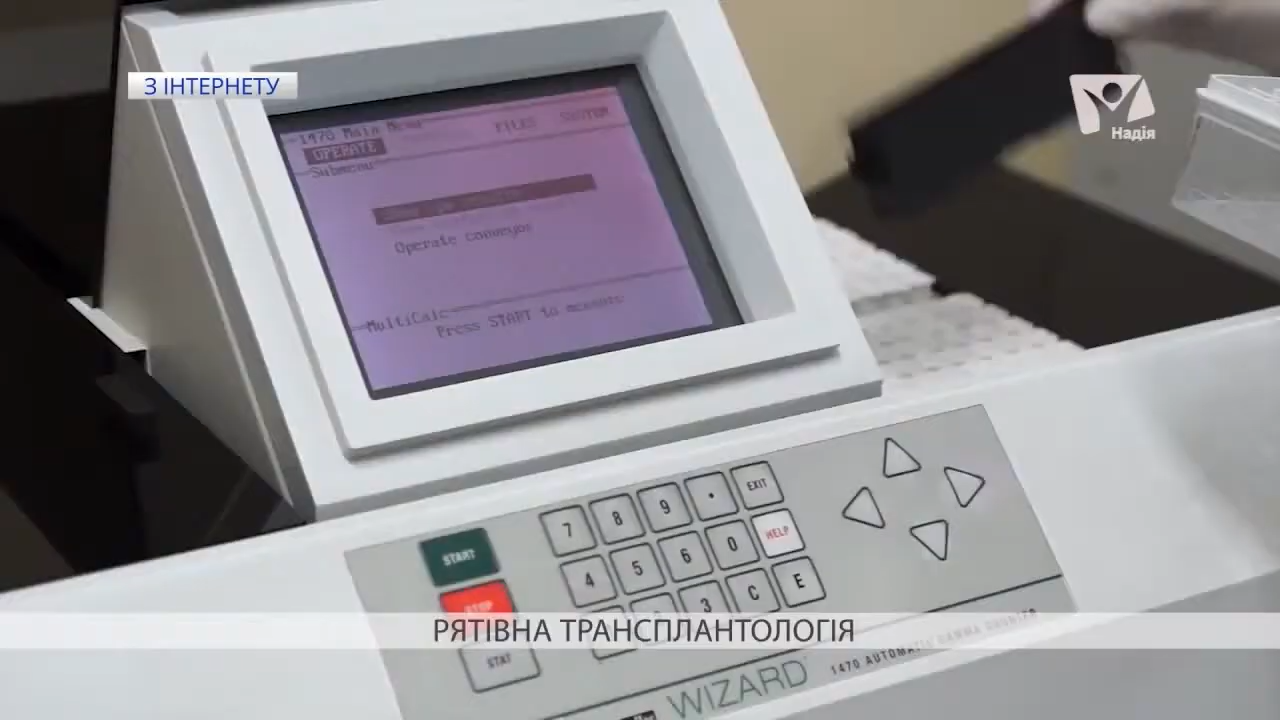 З ІНТЕРНЕТУ
Надія
1470 Main Menu
FILES SYSTEM
OPERATE
Submenu
Operate conveyor
MultiCalc
Press START to
7 8 9 . EXIT
START
4 5 6 0 HELP
STOP
3 C E
STAT
РЯТІВНА ТРАНСПЛАНТОЛОГІЯ
WIZARD
1470 AUTOMATIC GAMMA COUNTER